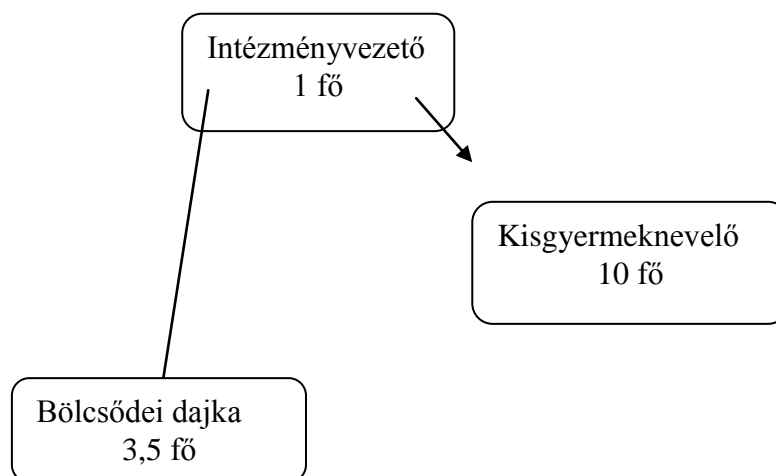 Intézményvezető
1 fő
Kisgyermeknevelő
10 fő
Bölcsődei dajka
3,5 fő